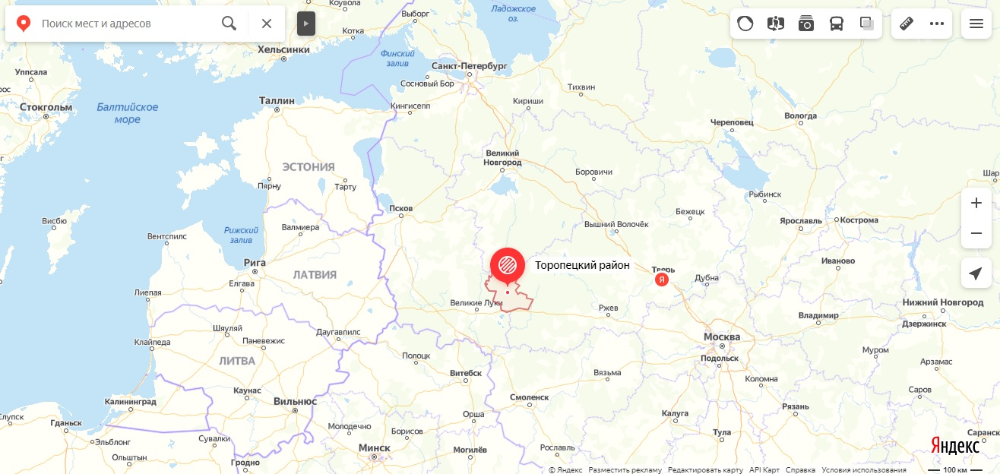 Поиск мест и адресов
Коувола
Выборг
Ладожское
оз.
Котка
Хельсинки
Финский
залив
Санкт-Петербург
Уппсала
Сосновый Бор
Тихвин
Стокгольм
Балтийское
море
Таллин
Кингисепп
Кириши
Вологда
Череповец
Великий
Новгород
ЭСТОНИЯ
Боровичи
Шар
Пярну
Тарту
Рыбинск
Псков
Бежецк
Висбю
Рижский
залив
Валмиера
Вышний Волочёк
Ярославль
Кострома
Вентспилс
Рига
ЛАТВИЯ
Торопецкий район
Тверь
Я
Иваново
Елгава
Дубна
Лиепая
Великие Луки
Ржев
Нижний Новгород
Владимир
Дзержинск
Шяуляй
Даугавпилс
Клайпеда
Паневежис
Москва
ЛИТВА
Полоцк
Подольск
Муром
Арзамас
Витебск
Вязьма
Коломна
Каунас
Саров
Калининград
Вильнюс
Смоленск
Рязань
Слупск
Гданьск
Орша
Калуга
Молодечно
Борисов
Тула
Саранск
Эльблонг
Сувалки
Минск
Могилёв
Рославль
Яндекс
Ольштын
Гродно
© Яндекс Разместить рекламу Редактировать карту API Карт Справка Условия использования
100 км